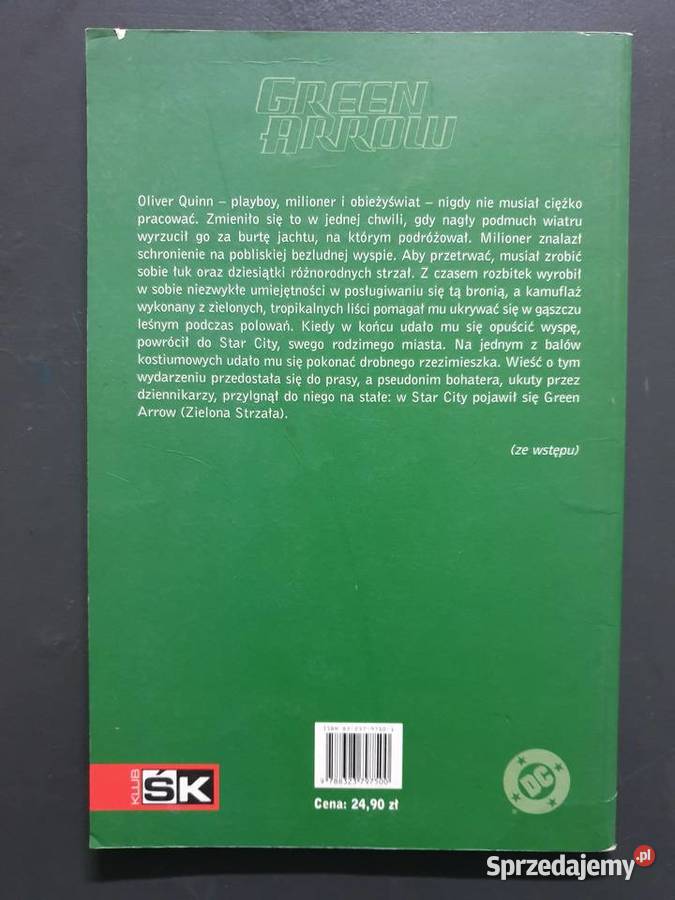 GREEN
ARROW
Oliver Quinn – playboy, milioner i obieżyświat – nigdy nie musiał ciężko
pracować. Zmieniło się to w jednej chwili, gdy nagły podmuch wiatru
wyrzucił go za burtę jachtu, na którym podróżował. Milioner znalazł
schronienie na pobliskiej bezludnej wyspie. Aby przetrwać, musiał zrobić
sobie łuk oraz dziesiątki różnorodnych strzał. Z czasem rozbitek wyrobił
w sobie niezwykłe umiejętności w posługiwaniu się tą bronią, a kamuflaż
wykonany z zielonych, tropikalnych liści pomagał mu ukrywać się w gąszczu
leśnym podczas polowań. Kiedy w końcu udało mu się opuścić wyspę,
powrócił do Star City, swego rodzimego miasta. Na jednym z balów
kostiumowych udało mu się pokonać drobnego rzezimieszka. Wieść o tym
wydarzeniu przedostała się do prasy, a pseudonim bohatera, ukuty przez
dziennikarzy, przylgnął do niego na stałe: w Star City pojawił się Green
Arrow (Zielona Strzała).
(ze wstępu)
9 788323 797500
Cena: 24,90 zł
KLUB ŚK
DC
Sprzedajemy.pl